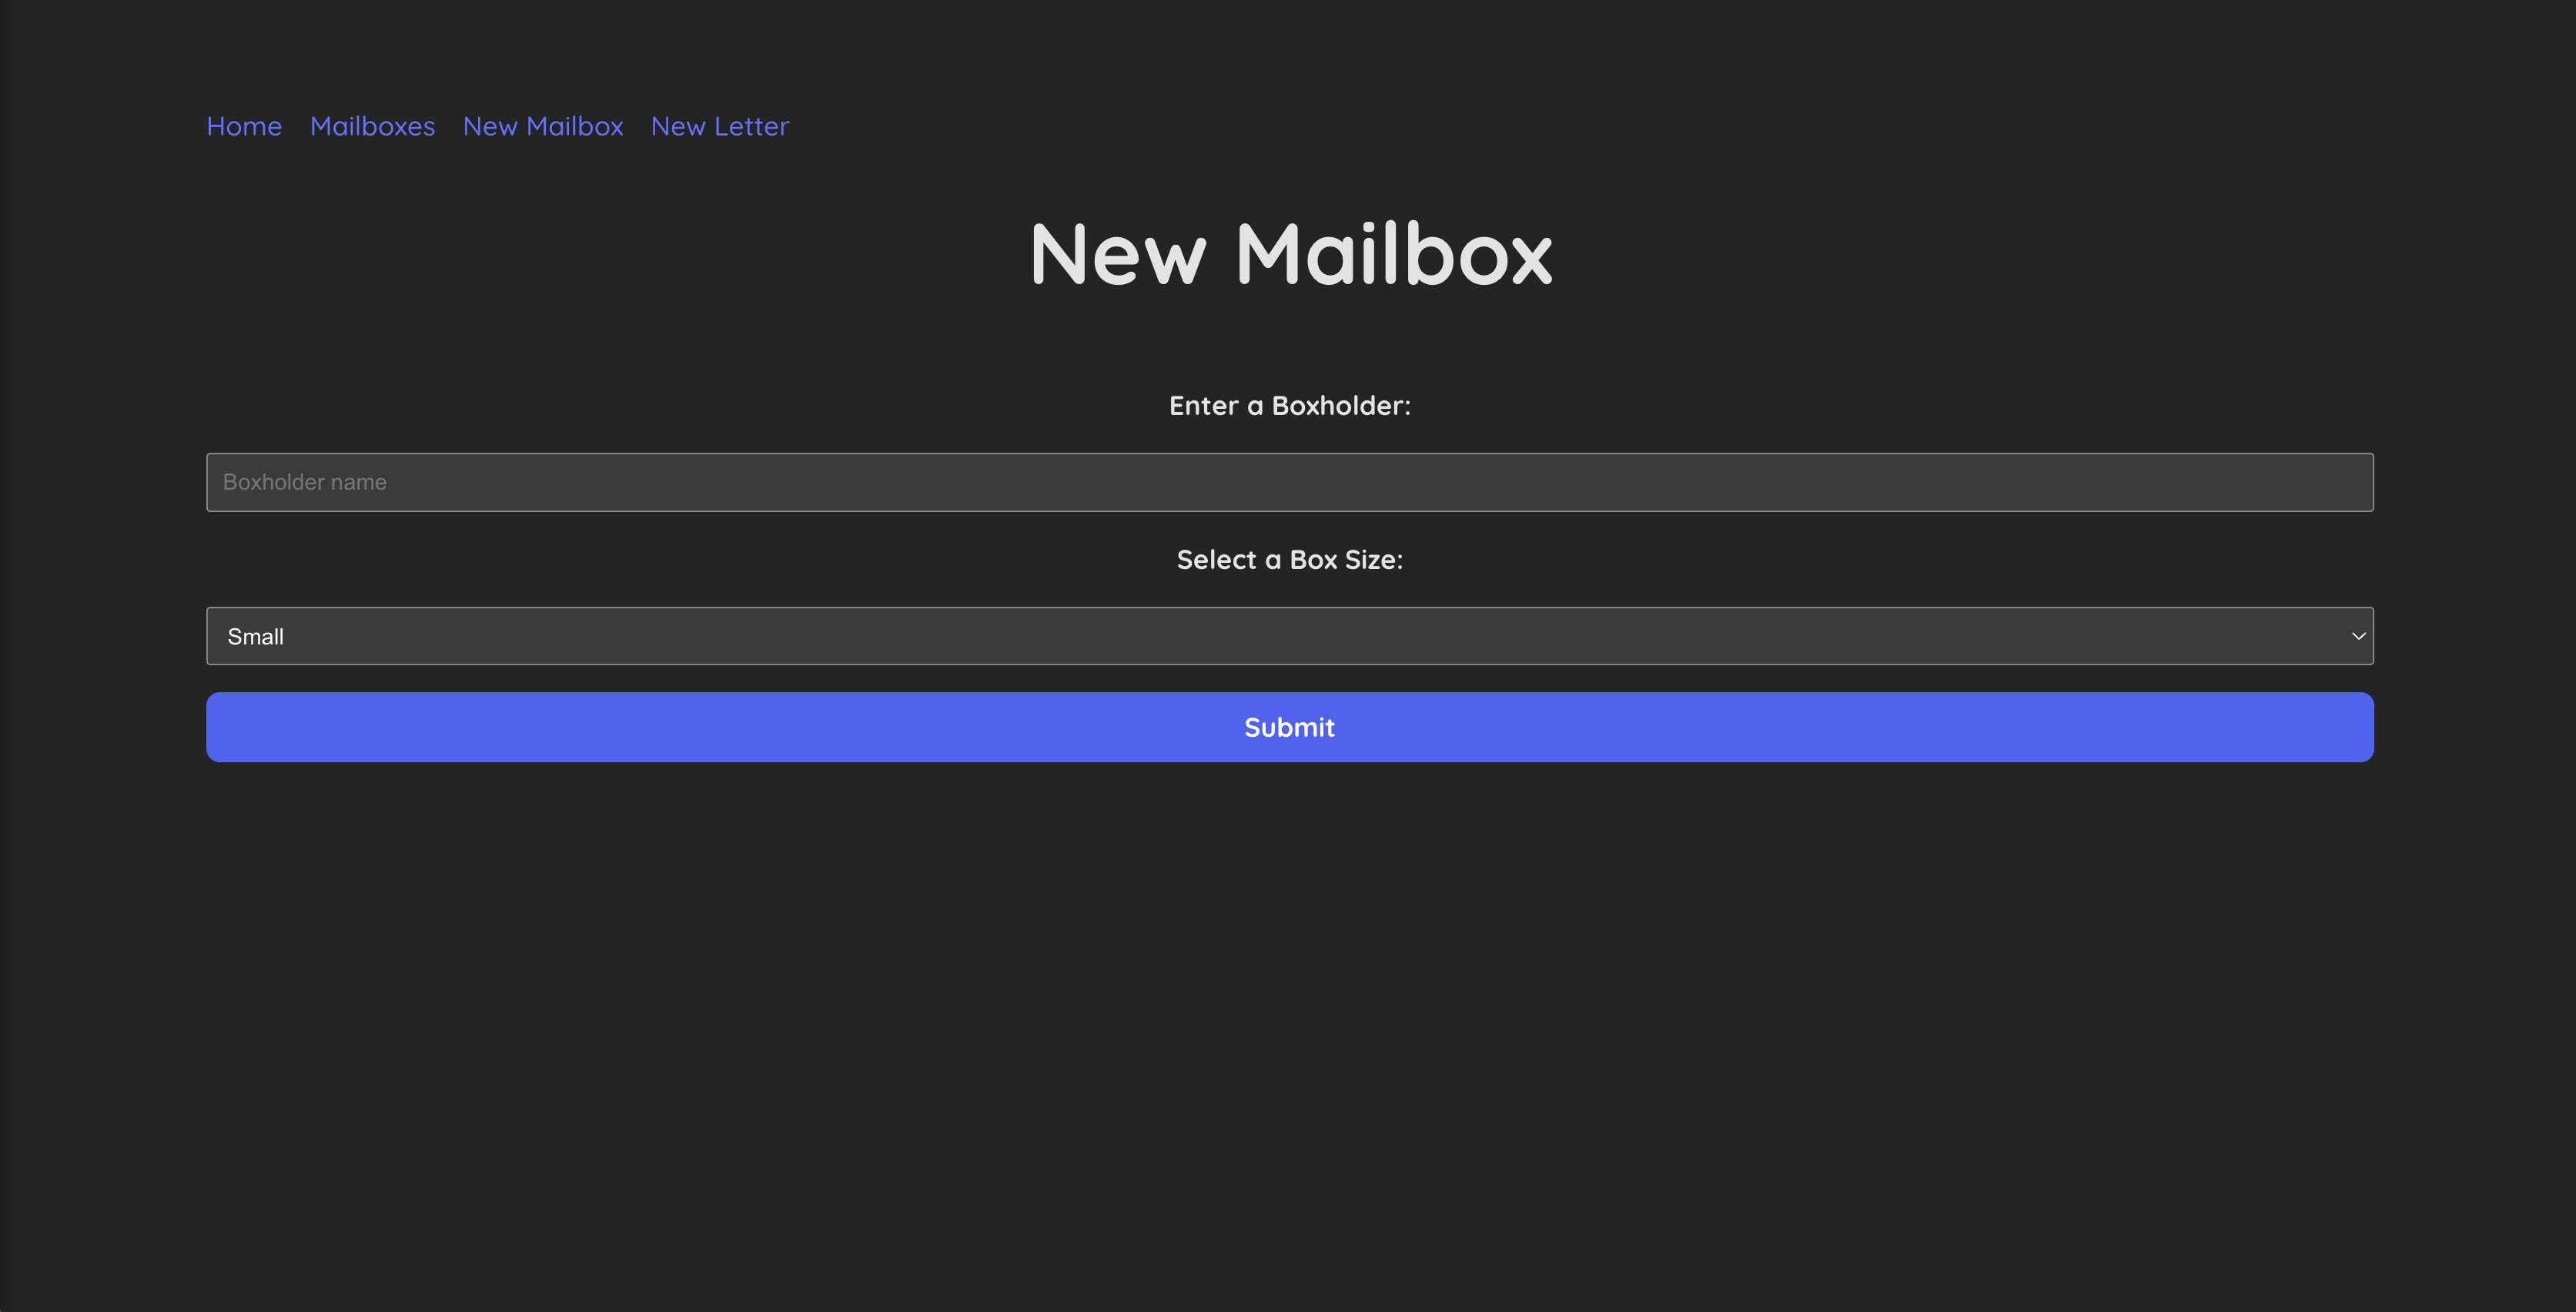 Home Mailboxes New Mailbox New Letter
New Mailbox
Enter a Boxholder:
Boxholder name
Select a Box Size:
Small
Submit